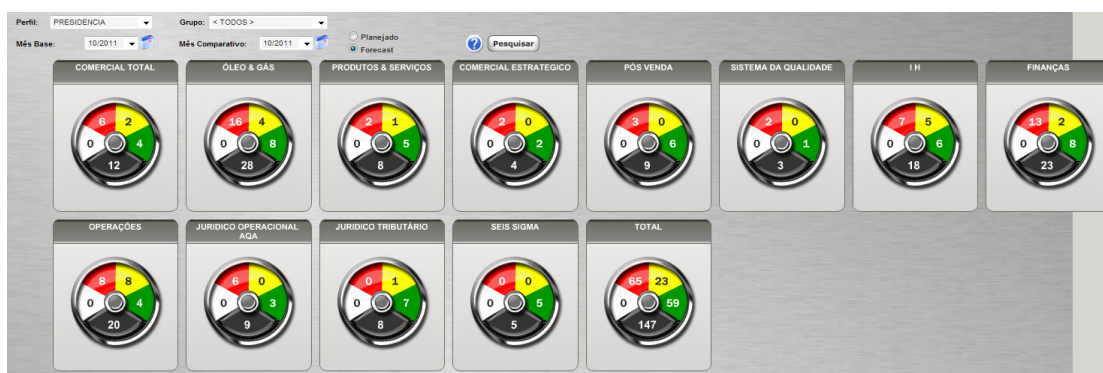 Perfil: PRESIDENCIA Grupo: < TODOS >
Mês Base: 10/2011 Mês Comparativo: 10/2011 Planejado
Forecast
? Pesquisar
COMERCIAL TOTAL
6 2
0 4
12
ÓLEO & GÁS
16 4
0 8
28
PRODUTOS & SERVIÇOS
2 1
0 5
8
COMERCIAL ESTRATEGICO
2 0
0 2
4
PÓS VENDA
3 0
0 6
9
SISTEMA DA QUALIDADE
2 0
0 1
3
I H
7 5
0 6
18
FINANÇAS
13 2
0 8
23
OPERAÇÕES
8 8
0 4
20
JURIDICO OPERACIONAL
AQA
6 0
0 3
9
JURIDICO TRIBUTÁRIO
0 1
0 7
8
SEIS SIGMA
0 0
0 5
5
TOTAL
65 23
0 59
147